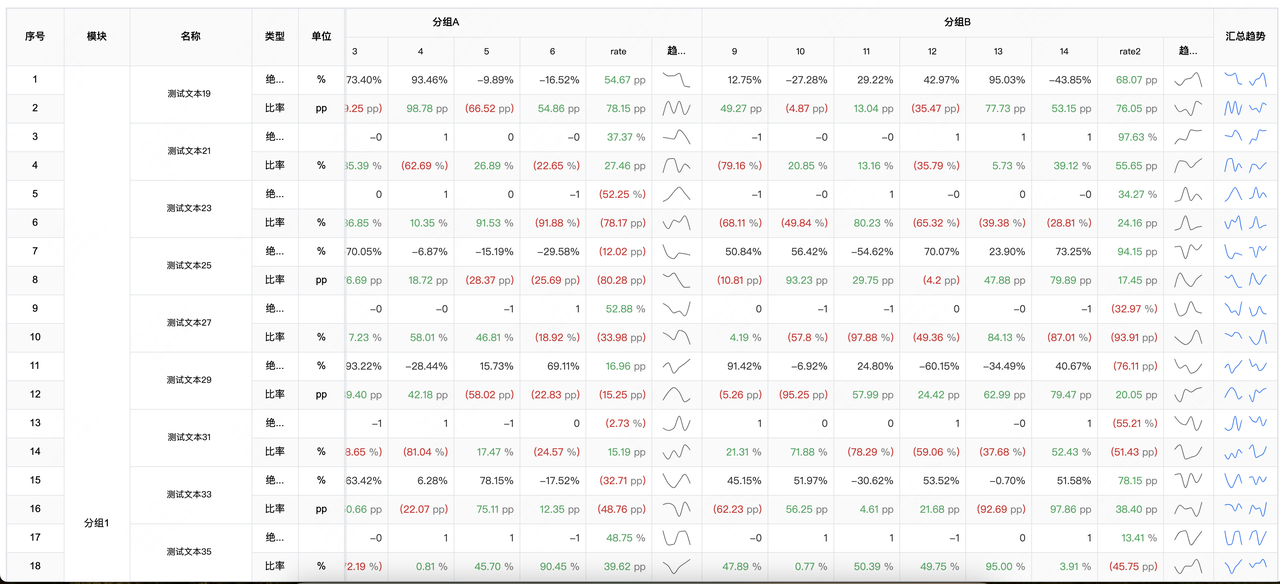 序号 模块 名称 类型 单位 分组A 分组B 汇总趋势
3 4 5 6 rate 趋... 9 10 11 12 13 14 rate2 趋...
1 测试文本19 绝... % 73.40% 93.46% −9.89% −16.52% 54.67 pp 12.75% −27.28% 29.22% 42.97% 95.03% −43.85% 68.07 pp
2 比率 pp 9.25 pp) 98.78 pp (66.52 pp) 54.86 pp 78.15 pp 49.27 pp (4.87 pp) 13.04 pp (35.47 pp) 77.73 pp 53.15 pp 76.05 pp
3 测试文本21 绝... −0 1 0 −0 37.37 % −1 −0 −0 1 1 1 97.63 %
4 比率 % 35.39 % (62.69 %) 26.89 % (22.65 %) 27.46 pp (79.16 %) 20.85 % 13.16 % (35.79 %) 5.73 % 39.12 % 55.65 pp
5 测试文本23 绝... 0 1 0 −1 (52.25 %) −1 −0 1 −0 0 −0 34.27 %
6 比率 % 36.85 % 10.35 % 91.53 % (91.88 %) (78.17 pp) (68.11 %) (49.84 %) 80.23 % (65.32 %) (39.38 %) (28.81 %) 24.16 pp
7 测试文本25 绝... % 70.05% −6.87% −15.19% −29.58% (12.02 pp) 50.84% 56.42% −54.62% 70.07% 23.90% 73.25% 94.15 pp
8 比率 pp 6.69 pp 18.72 pp (28.37 pp) (25.69 pp) (80.28 pp) (10.81 pp) 93.23 pp 29.75 pp (4.2 pp) 47.88 pp 79.89 pp 17.45 pp
9 测试文本27 绝... −0 −0 −1 1 52.88 % 0 −1 −1 0 −0 −1 (32.97 %)
10 比率 % 7.23 % 58.01 % 46.81 % (18.92 %) (33.98 pp) 4.19 % (57.8 %) (97.88 %) (49.36 %) 84.13 % (87.01 %) (93.91 pp)
11 测试文本29 绝... % 93.22% −28.44% 15.73% 69.11% 16.96 pp 91.42% −6.92% 24.80% −60.15% −34.49% 40.67% (76.11 pp)
12 比率 pp 9.40 pp 42.18 pp (58.02 pp) (22.83 pp) (15.25 pp) (5.26 pp) (95.25 pp) 57.99 pp 24.42 pp 62.99 pp 79.47 pp 20.05 pp
13 测试文本31 绝... −1 1 −1 0 (2.73 %) 1 0 0 1 −0 1 (55.21 %)
14 比率 % 8.65 %) (81.04 %) 17.47 % (24.57 %) 15.19 pp 21.31 % 71.88 % (78.29 %) (59.06 %) (37.68 %) 52.43 % (51.43 pp)
15 测试文本33 绝... % 63.42% 6.28% 78.15% −17.52% (32.71 pp) 45.15% 51.97% −30.62% 53.52% −0.70% 51.58% 78.15 pp
16 分组1 比率 pp 0.66 pp (22.07 pp) 75.11 pp 12.35 pp (48.76 pp) (62.23 pp) 56.25 pp 4.61 pp 21.68 pp (92.69 pp) 97.86 pp 38.40 pp
17 测试文本35 绝... −0 1 1 −1 48.75 % −0 1 1 −1 0 1 13.41 %
18 比率 % 2.19 %) 0.81 % 45.70 % 90.45 % 39.62 pp 47.89 % 0.77 % 50.39 % 49.75 % 95.00 % 3.91 % (45.75 pp)